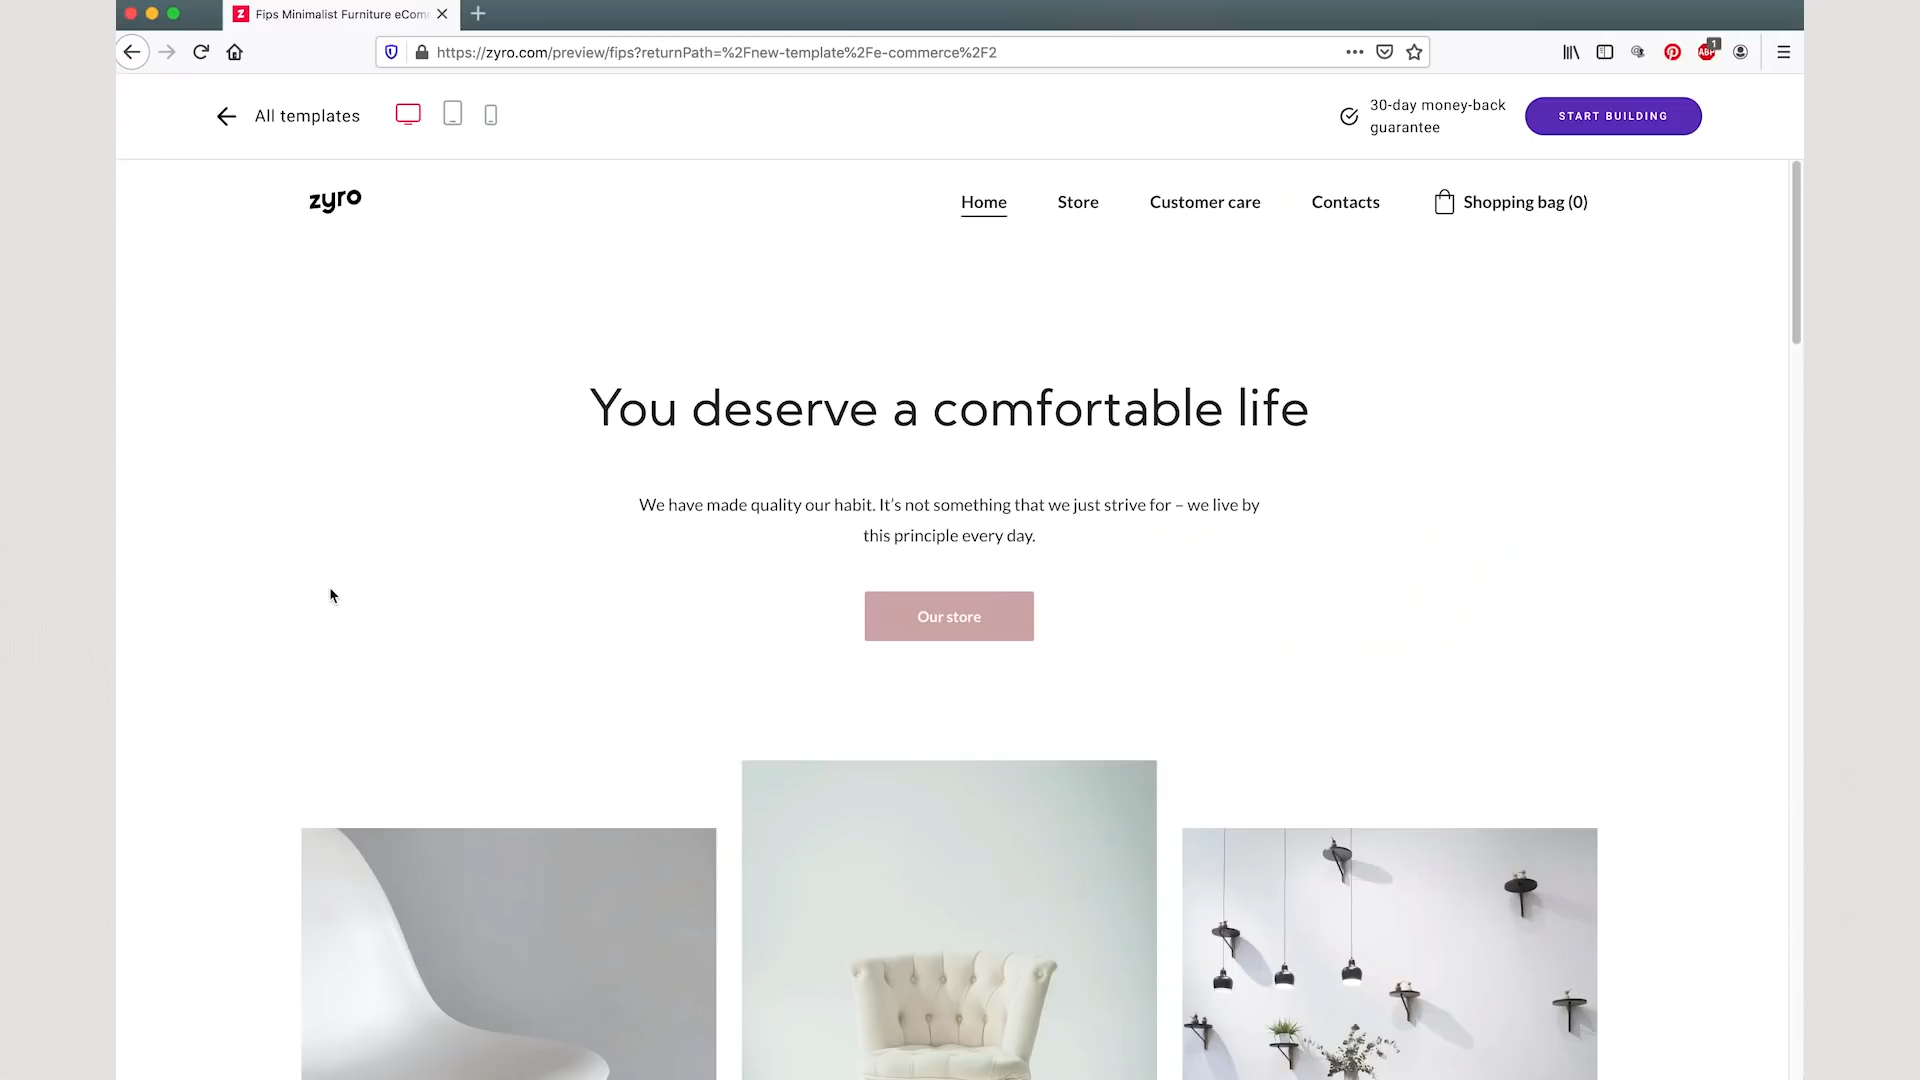 Fips Minimalist Furniture eCom
https://zyro.com/preview/fips?returnPath=%2Fnew-template%2Fe-commerce%2F2
ABP
1
All templates
30-day money-back
guarantee
START BUILDING
zyro
Home
Store
Customer care
Contacts
Shopping bag (0)
You deserve a comfortable life
We have made quality our habit. It’s not something that we just strive for – we live by
this principle every day.
Our store